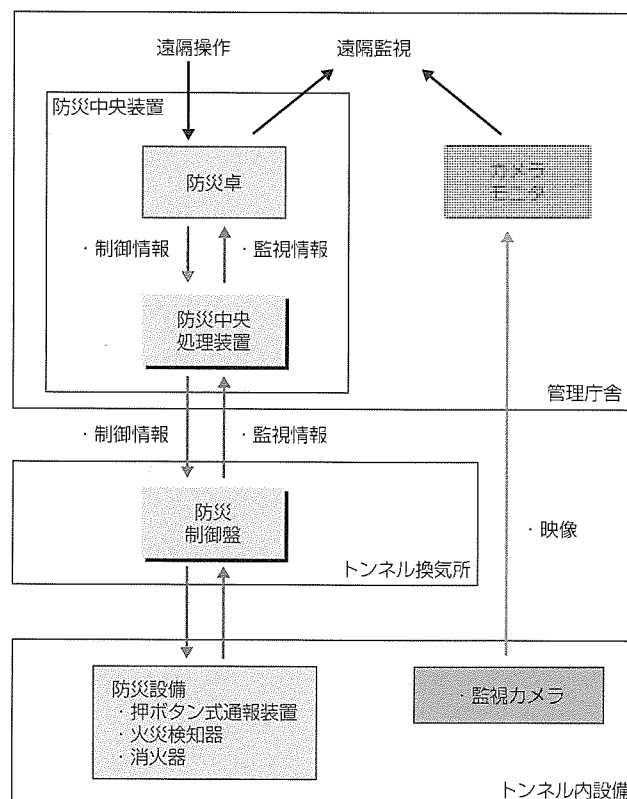 遠隔操作
遠隔監視
防災中央装置
防災卓
カメラ
モニタ
・制御情報
・監視情報
防災中央
処理装置
管理庁舎
・制御情報
・監視情報
防災
制御盤
・映像
トンネル換気所
防災設備
・押ボタン式通報装置
・火災検知器
・消火器
・監視カメラ
トンネル内設備